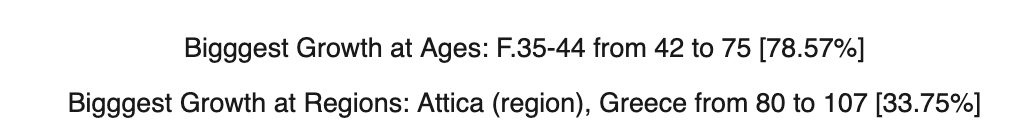 Bigggest Growth at Ages: F.35-44 from 42 to 75 [78.57%]
Bigggest Growth at Regions: Attica (region), Greece from 80 to 107 [33.75%]